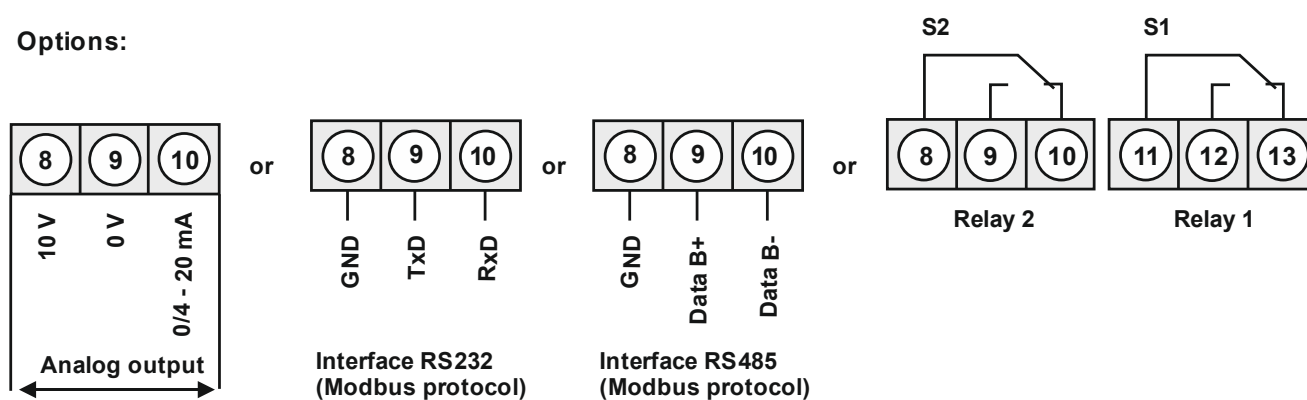 Options:
S2
S1
8 9 10
or
8 9 10
or
8 9 10
or
8 9 10
11 12 13
Relay 2
Relay 1
10 V
0 V
0/4 - 20 mA
GND
TxD
RxD
GND
Data B+
Data B-
Analog output
Interface RS232
(Modbus protocol)
Interface RS485
(Modbus protocol)